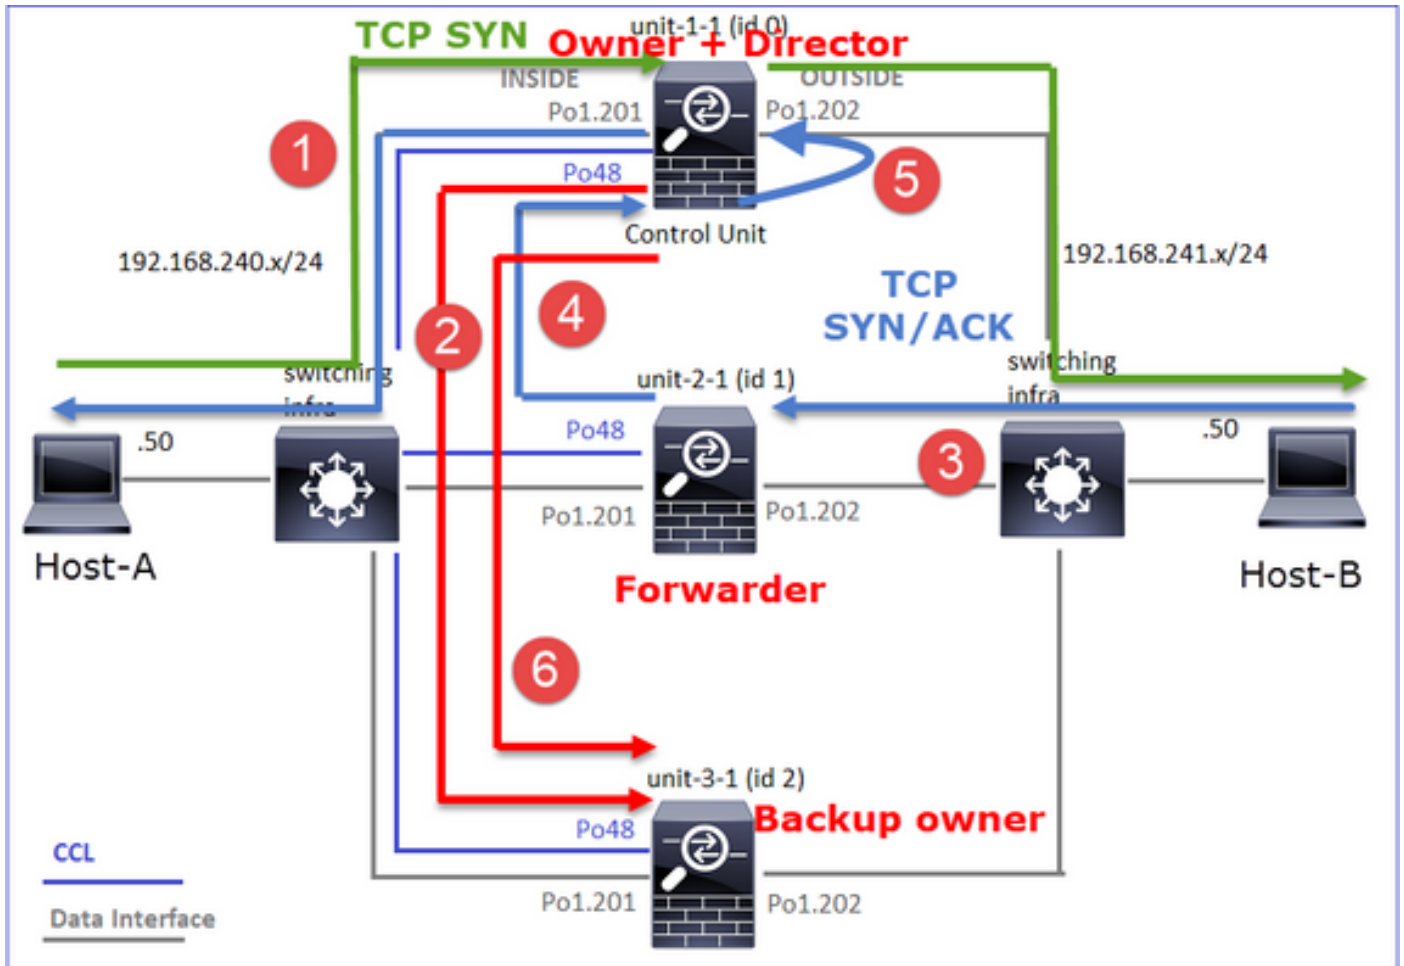 unit-1-1 (id 0)
TCP SYN
Owner + Director
INSIDE
OUTSIDE
Po1.201
Po1.202
1
Po48
5
Control Unit
192.168.240.x/24
192.168.241.x/24
TCP
SYN/ACK
4
2
switching
infra
unit-2-1 (id 1)
switching
infra
.50
Po48
.50
3
Po1.201
Po1.202
Host-A
Host-B
Forwarder
6
unit-3-1 (id 2)
Backup owner
Po48
CCL
Po1.201
Po1.202
Data Interface